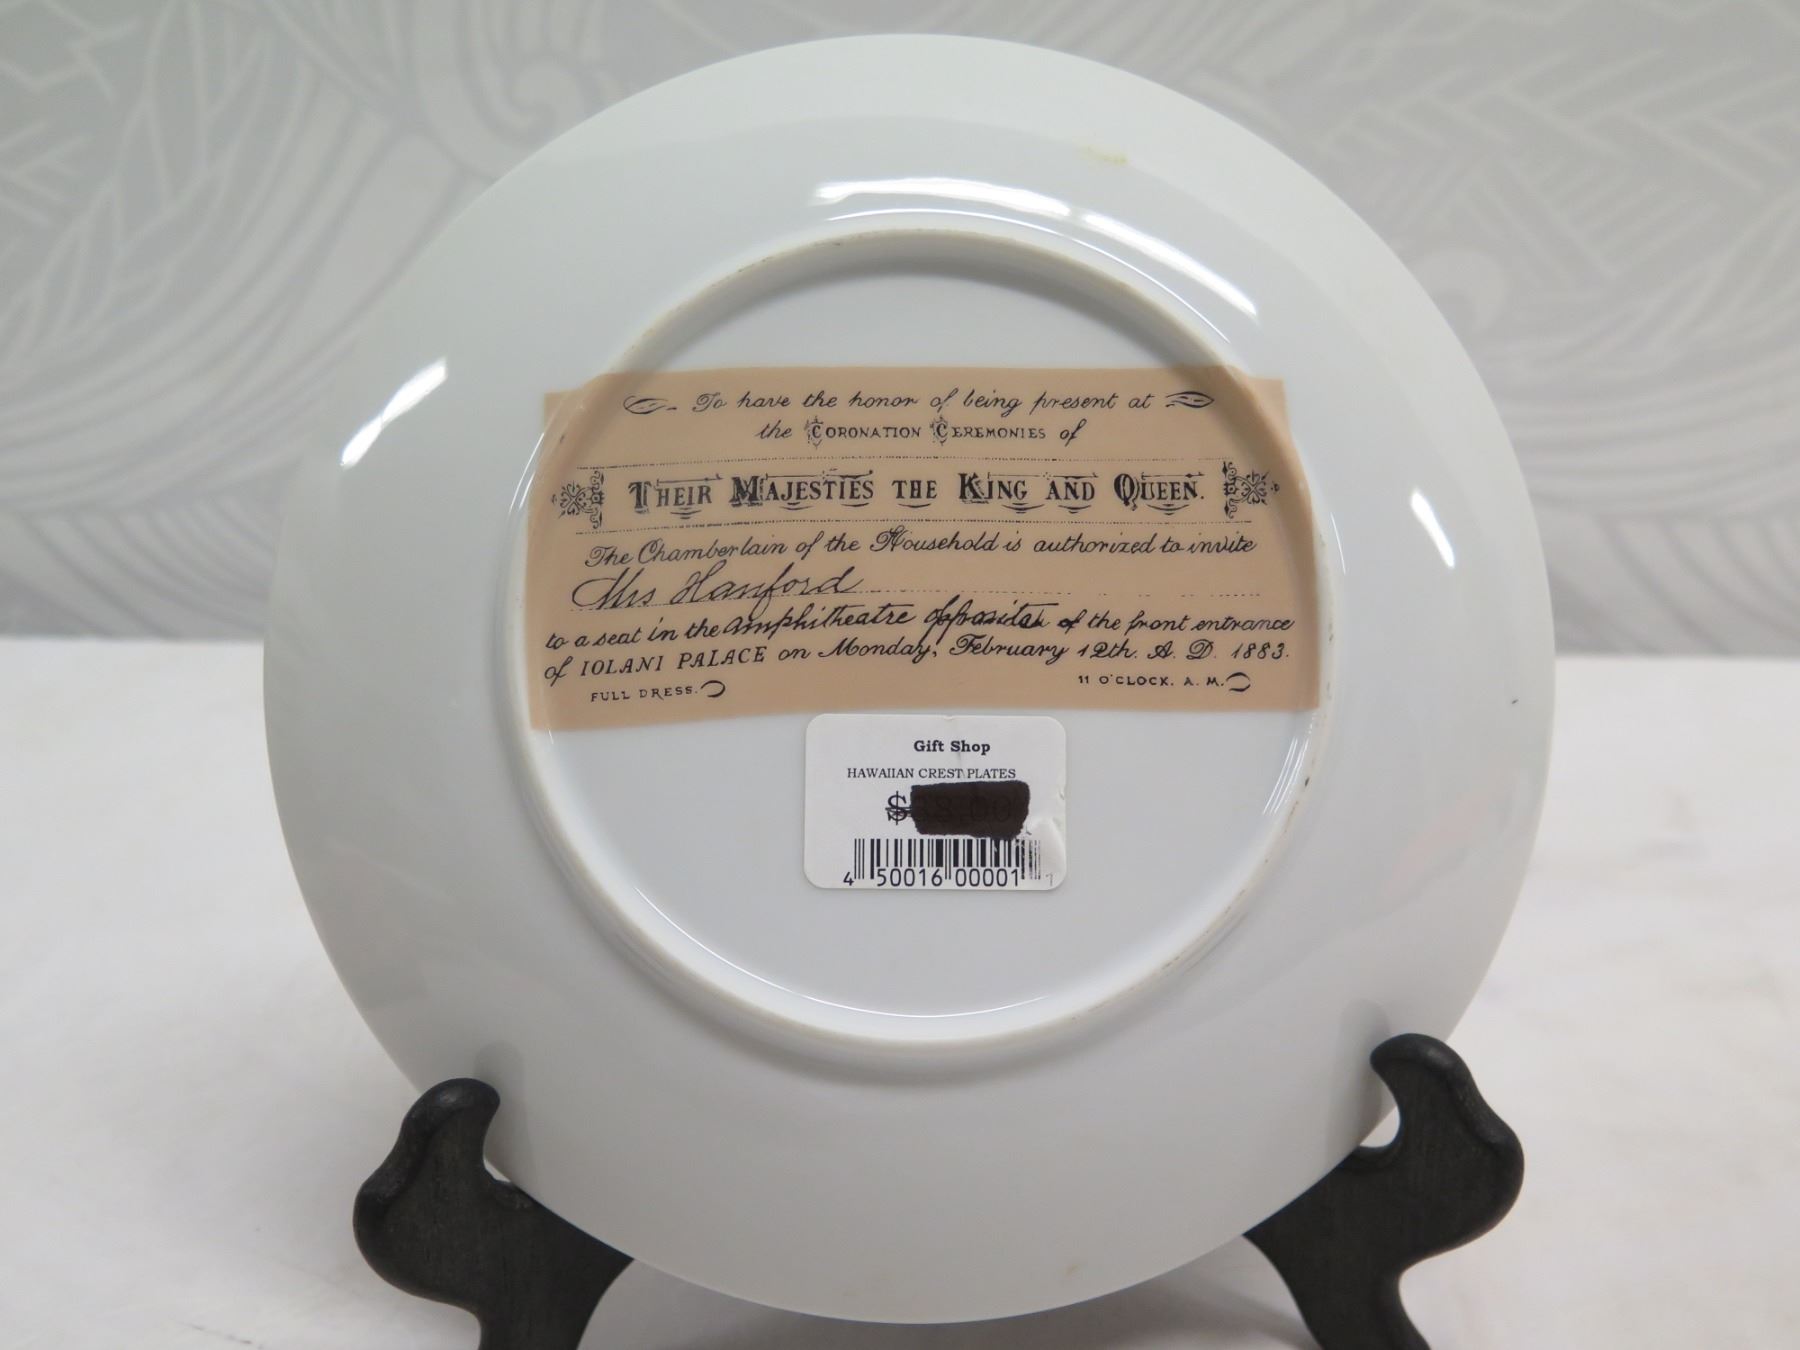 To have the honor of being present at
the CORONATION CEREMONIES of
THEIR MAJESTIES THE KING AND QUEEN.
The Chamberlain of the Household is authorized to invite
Mrs Hanford
to a seat in the Amphitheatre opposite of the front entrance
of IOLANI PALACE on Monday, February 12th. A. D. 1883.
FULL DRESS. 11 O'CLOCK. A. M.
Gift Shop
HAWAIIAN CREST PLATES
$
4 50016 00001 7